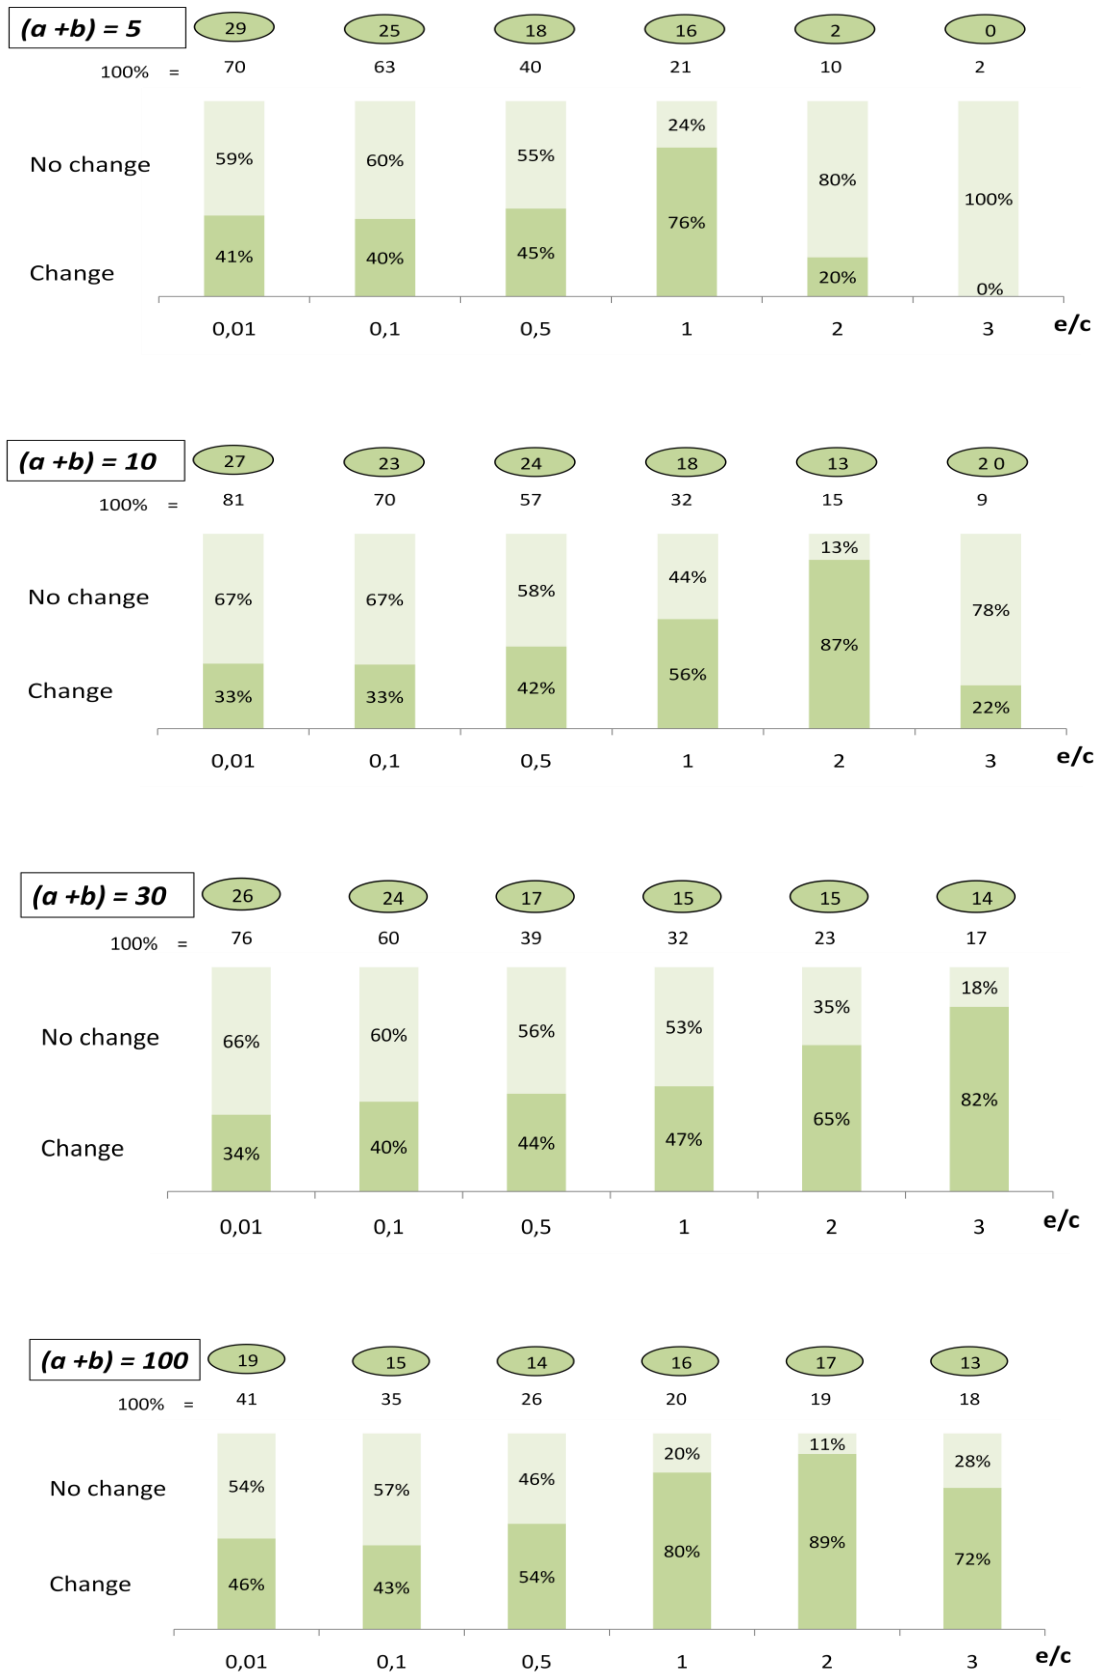 (a +b) = 5 29 25 18 16 2 0
100% = 70 63 40 21 10 2
No change 59% 60% 55% 24% 80% 100%
Change 41% 40% 45% 76% 20% 0%
0,01 0,1 0,5 1 2 3 e/c
(a +b) = 10 27 23 24 18 13 2 0
100% = 81 70 57 32 15 9
No change 67% 67% 58% 44% 13% 78%
Change 33% 33% 42% 56% 87% 22%
0,01 0,1 0,5 1 2 3 e/c
(a +b) = 30 26 24 17 15 15 14
100% = 76 60 39 32 23 17
No change 66% 60% 56% 53% 35% 18%
Change 34% 40% 44% 47% 65% 82%
0,01 0,1 0,5 1 2 3 e/c
(a +b) = 100 19 15 14 16 17 13
100% = 41 35 26 20 19 18
No change 54% 57% 46% 20% 11% 28%
Change 46% 43% 54% 80% 89% 72%
0,01 0,1 0,5 1 2 3 e/c